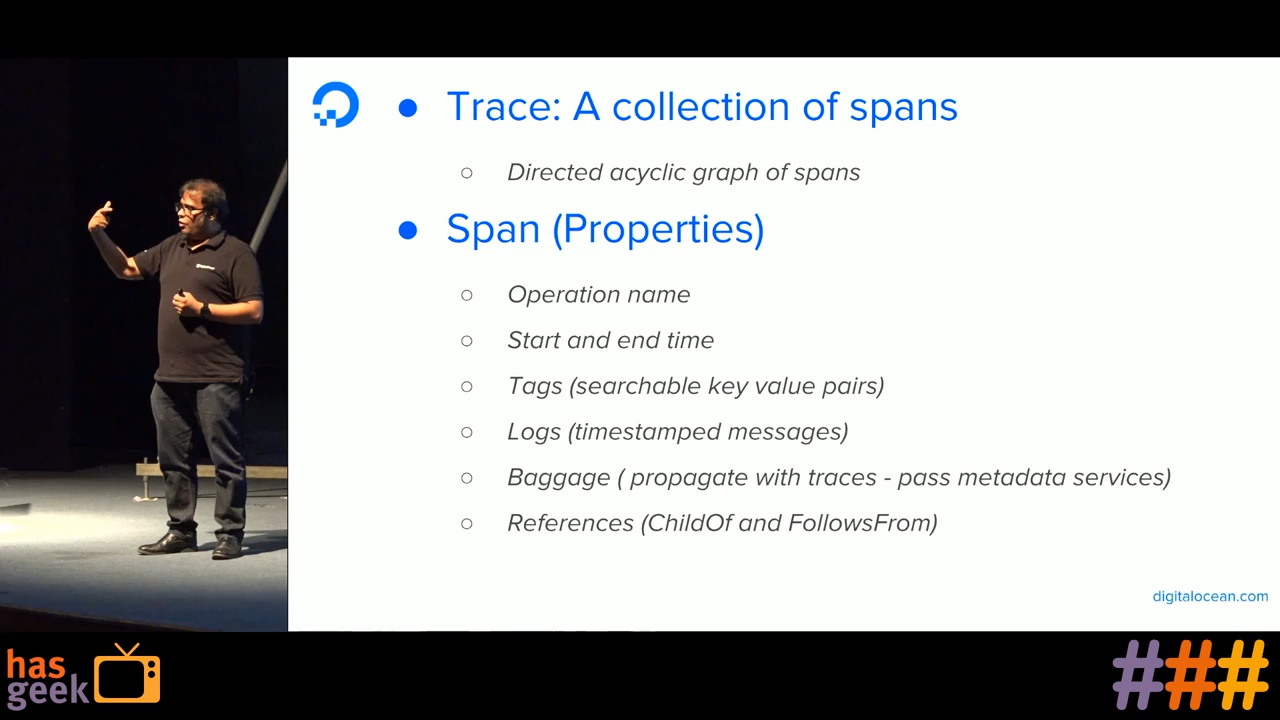 Trace: A collection of spans
Directed acyclic graph of spans
Span (Properties)
Operation name
Start and end time
Tags (searchable key value pairs)
Logs (timestamped messages)
Baggage ( propagate with traces - pass metadata services)
References (ChildOf and FollowsFrom)
digitalocean.com
has
geek
###